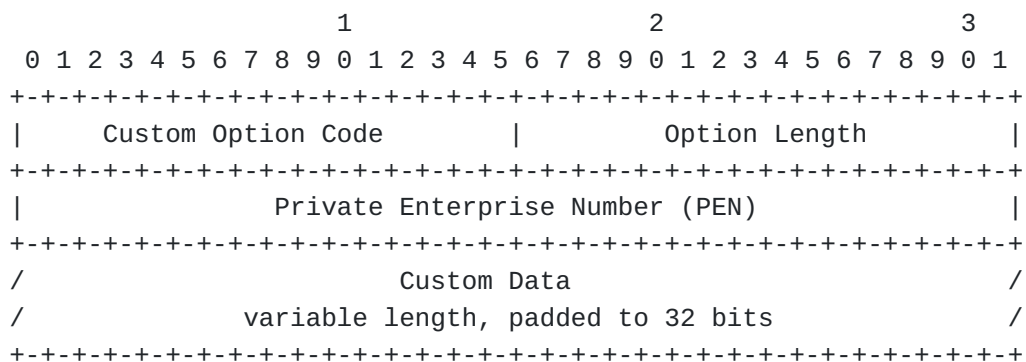 1                   2                   3
 0 1 2 3 4 5 6 7 8 9 0 1 2 3 4 5 6 7 8 9 0 1 2 3 4 5 6 7 8 9 0 1
+-+-+-+-+-+-+-+-+-+-+-+-+-+-+-+-+-+-+-+-+-+-+-+-+-+-+-+-+-+-+-+-+
|     Custom Option Code        |         Option Length         |
+-+-+-+-+-+-+-+-+-+-+-+-+-+-+-+-+-+-+-+-+-+-+-+-+-+-+-+-+-+-+-+-+
|                Private Enterprise Number (PEN)                |
+-+-+-+-+-+-+-+-+-+-+-+-+-+-+-+-+-+-+-+-+-+-+-+-+-+-+-+-+-+-+-+-+
/                        Custom Data                            /
/              variable length, padded to 32 bits               /
+-+-+-+-+-+-+-+-+-+-+-+-+-+-+-+-+-+-+-+-+-+-+-+-+-+-+-+-+-+-+-+-+